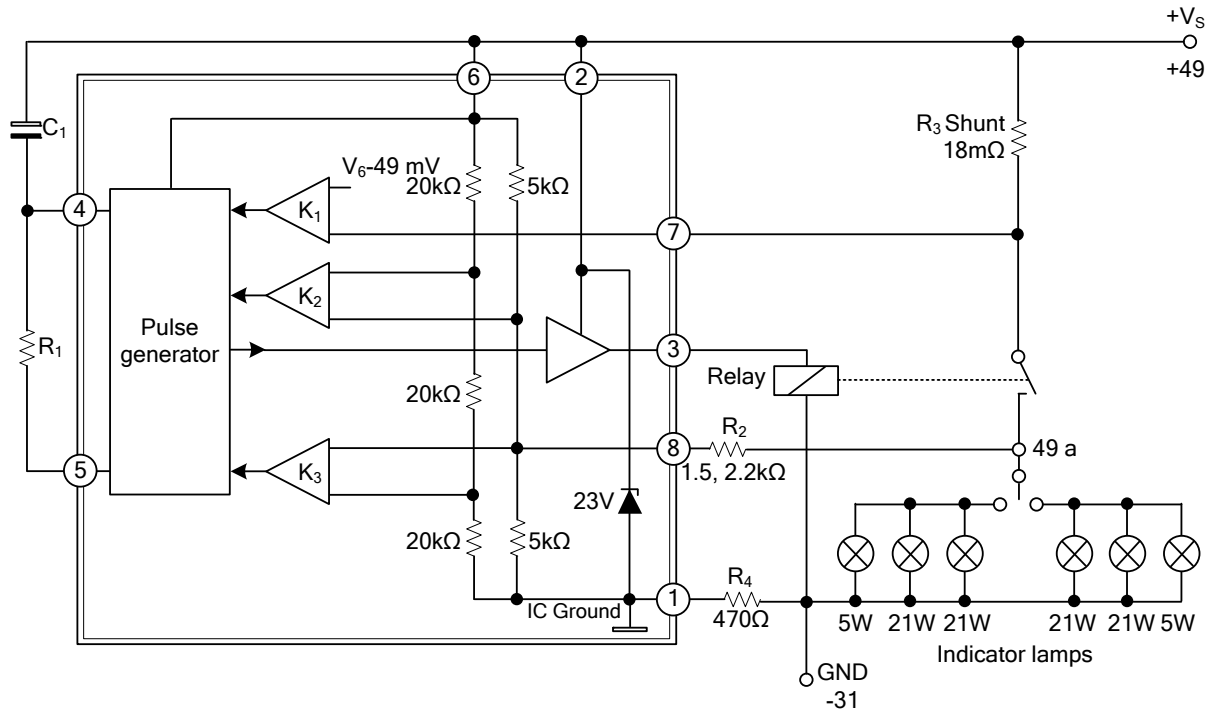 +VS
6
2
+49
C1
R3 Shunt
18mΩ
V6-49 mV
20kΩ
5kΩ
4
K1
7
K2
Pulse
generator
R1
3
Relay
20kΩ
R2
8
49 a
1.5, 2.2kΩ
5
K3
23V
20kΩ
5kΩ
R4
IC Ground
1
470Ω
5W
21W
21W
21W
21W
5W
Indicator lamps
GND
-31